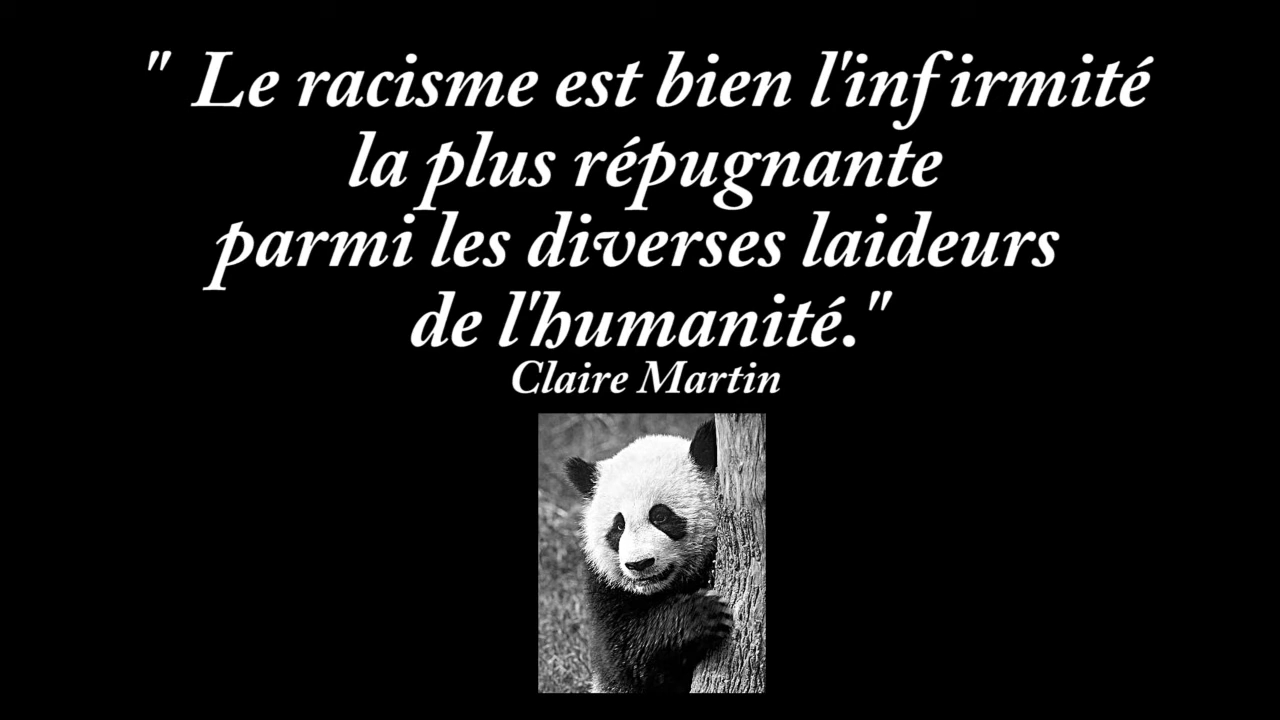 " Le racisme est bien l'infirmité
la plus répugnante
parmi les diverses laideurs
de l'humanité."
Claire Martin